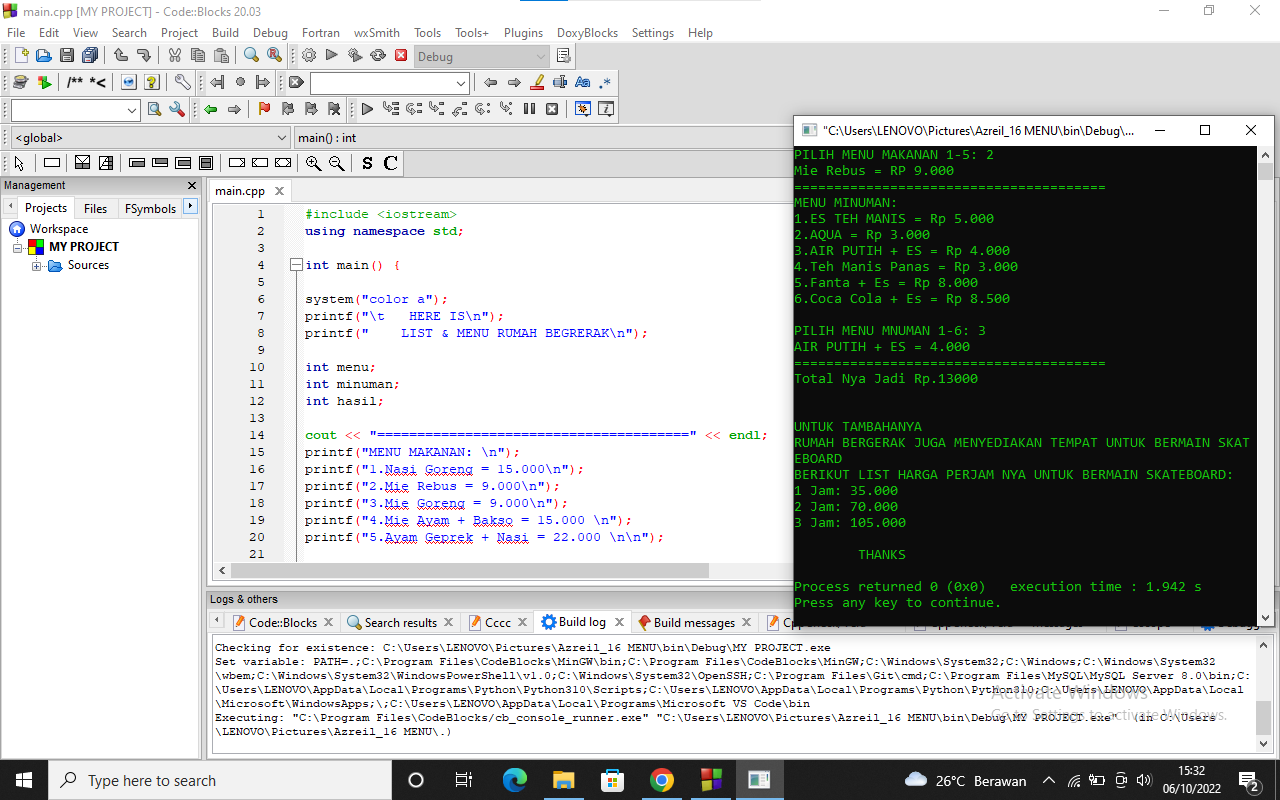 main.cpp [MY PROJECT] - Code::Blocks 20.03
File Edit View Search Project Build Debug Fortran wxSmith Tools Tools+ Plugins DoxyBlocks Settings Help
Debug
/** *<
<global>
main() : int
S C
Management
Projects Files FSymbols
Workspace
MY PROJECT
Sources
main.cpp
1 #include <iostream>
2 using namespace std;
3
4 int main() {
5
6 system("color a");
7 printf("\t   HERE IS\n");
8 printf("    LIST & MENU RUMAH BEGRERAK\n");
9
10 int menu;
11 int minuman;
12 int hasil;
13
14 cout << "=======================================" << endl;
15 printf("MENU MAKANAN: \n");
16 printf("1.Nasi Goreng = 15.000\n");
17 printf("2.Mie Rebus = 9.000\n");
18 printf("3.Mie Goreng = 9.000\n");
19 printf("4.Mie Ayam + Bakso = 15.000 \n");
20 printf("5.Ayam Geprek + Nasi = 22.000 \n\n");
21
"C:\Users\LENOVO\Pictures\Azreil_16 MENU\bin\Debug\...
PILIH MENU MAKANAN 1-5: 2
Mie Rebus = RP 9.000
=======================================
MENU MINUMAN:
1.ES TEH MANIS = Rp 5.000
2.AQUA = Rp 3.000
3.AIR PUTIH + ES = Rp 4.000
4.Teh Manis Panas = Rp 3.000
5.Fanta + Es = Rp 8.000
6.Coca Cola + Es = Rp 8.500
PILIH MENU MNUMAN 1-6: 3
AIR PUTIH + ES = 4.000
=======================================
Total Nya Jadi Rp.13000
UNTUK TAMBAHANYA
RUMAH BERGERAK JUGA MENYEDIAKAN TEMPAT UNTUK BERMAIN SKAT
EBOARD
BERIKUT LIST HARGA PERJAM NYA UNTUK BERMAIN SKATEBOARD:
1 Jam: 35.000
2 Jam: 70.000
3 Jam: 105.000
THANKS
Process returned 0 (0x0)   execution time : 1.942 s
Press any key to continue.
Logs & others
Code::Blocks Search results Cccc Build log Build messages
Checking for existence: C:\Users\LENOVO\Pictures\Azreil_16 MENU\bin\Debug\MY PROJECT.exe
Set variable: PATH=.;C:\Program Files\CodeBlocks\MinGW\bin;C:\Program Files\CodeBlocks\MinGW;C:\Windows\System32;C:\Windows;C:\Windows\System32
\wbem;C:\Windows\System32\WindowsPowerShell\v1.0;C:\Windows\System32\OpenSSH;C:\Program Files\Git\cmd;C:\Program Files\MySQL\MySQL Server 8.0\bin;C:
\Users\LENOVO\AppData\Local\Programs\Python\Python310\Scripts;C:\Users\LENOVO\AppData\Local\Programs\Python\Python310;C:\Users\LENOVO\AppData\Local
\Microsoft\WindowsApps;\;C:\Users\LENOVO\AppData\Local\Programs\Microsoft VS Code\bin
Executing: "C:\Program Files\CodeBlocks/cb_console_runner.exe" "C:\Users\LENOVO\Pictures\Azreil_16 MENU\bin\Debug\MY PROJECT.exe"  (in C:\Users
\LENOVO\Pictures\Azreil_16 MENU\.)
Activate Windows
Go to Settings to activate Windows.
Type here to search
26°C Berawan
15:32
06/10/2022
2